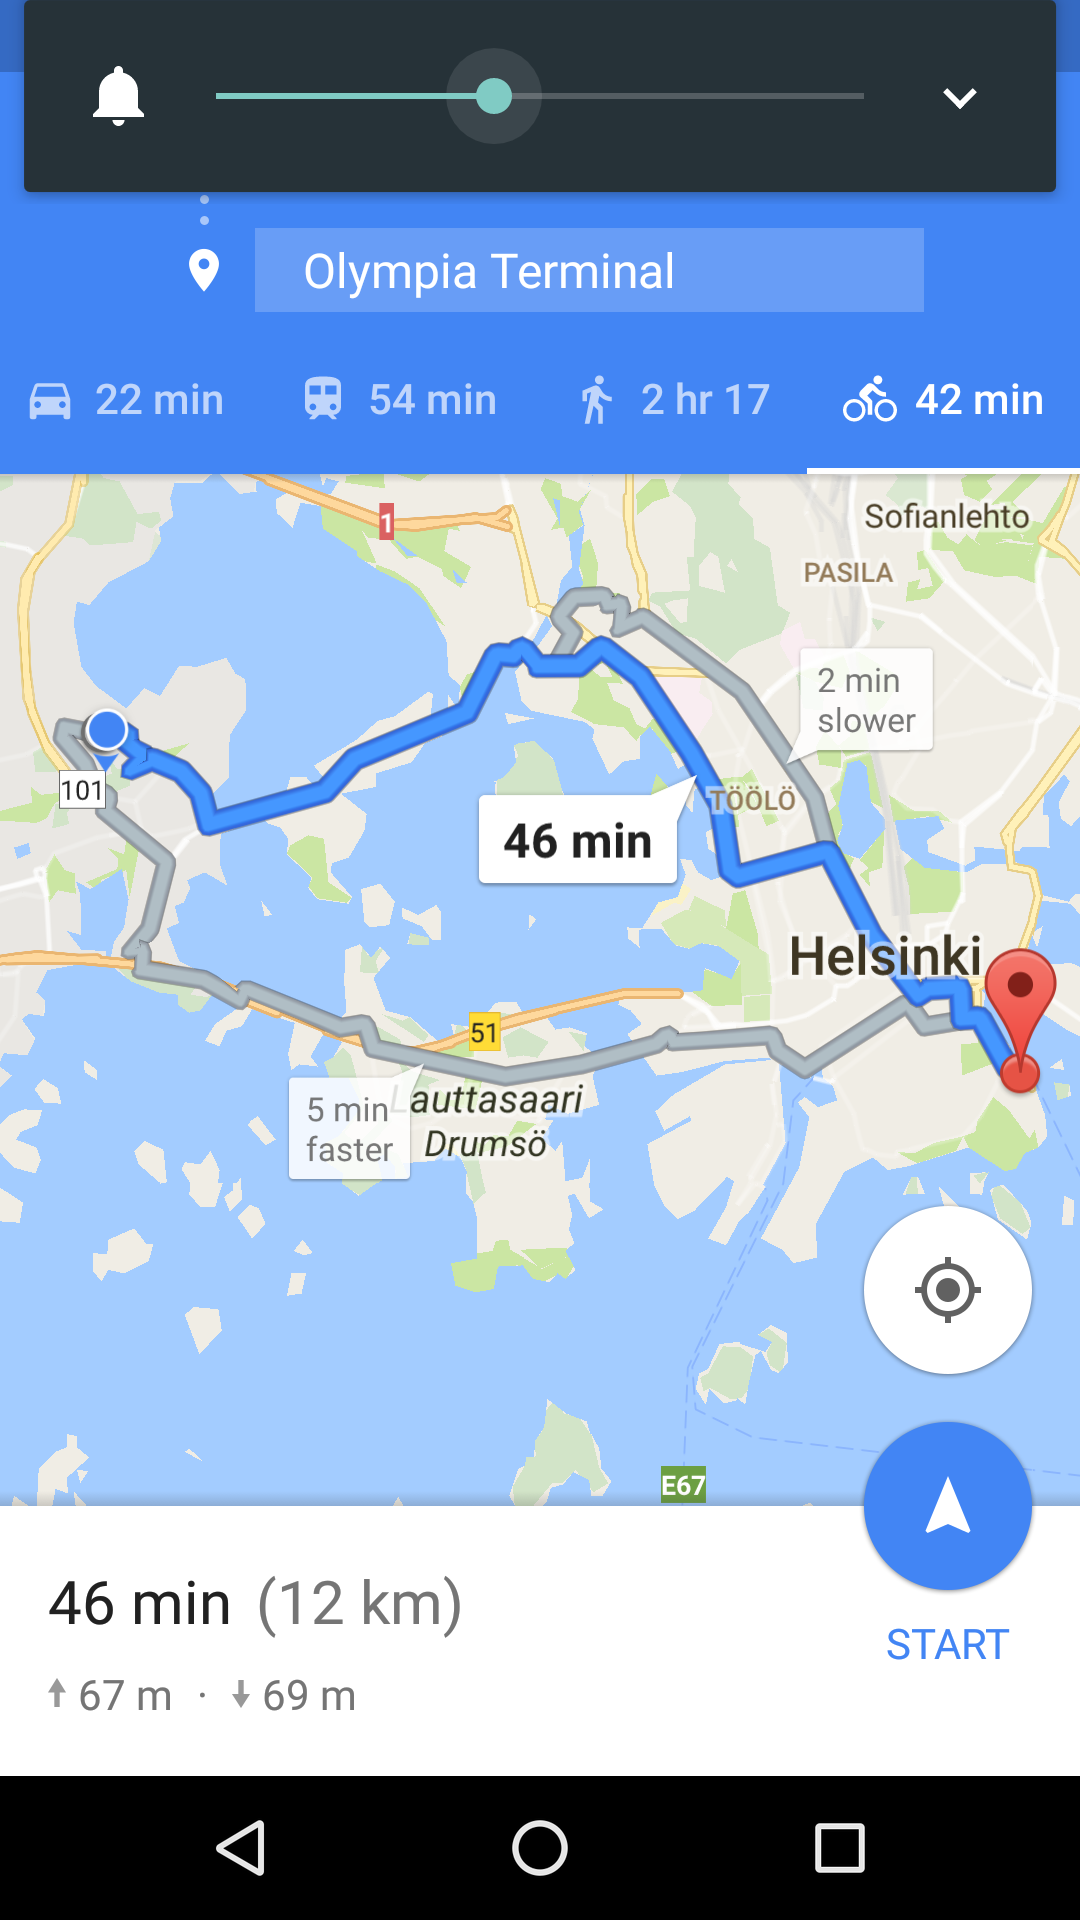 Olympia Terminal
22 min
54 min
2 hr 17
42 min
1
Sofianlehto
PASILA
2 min
slower
101
TÖÖLÖ
46 min
Helsinki
51
5 min
faster
Lauttasaari
Drumsö
E67
46 min (12 km)
START
67 m · 69 m